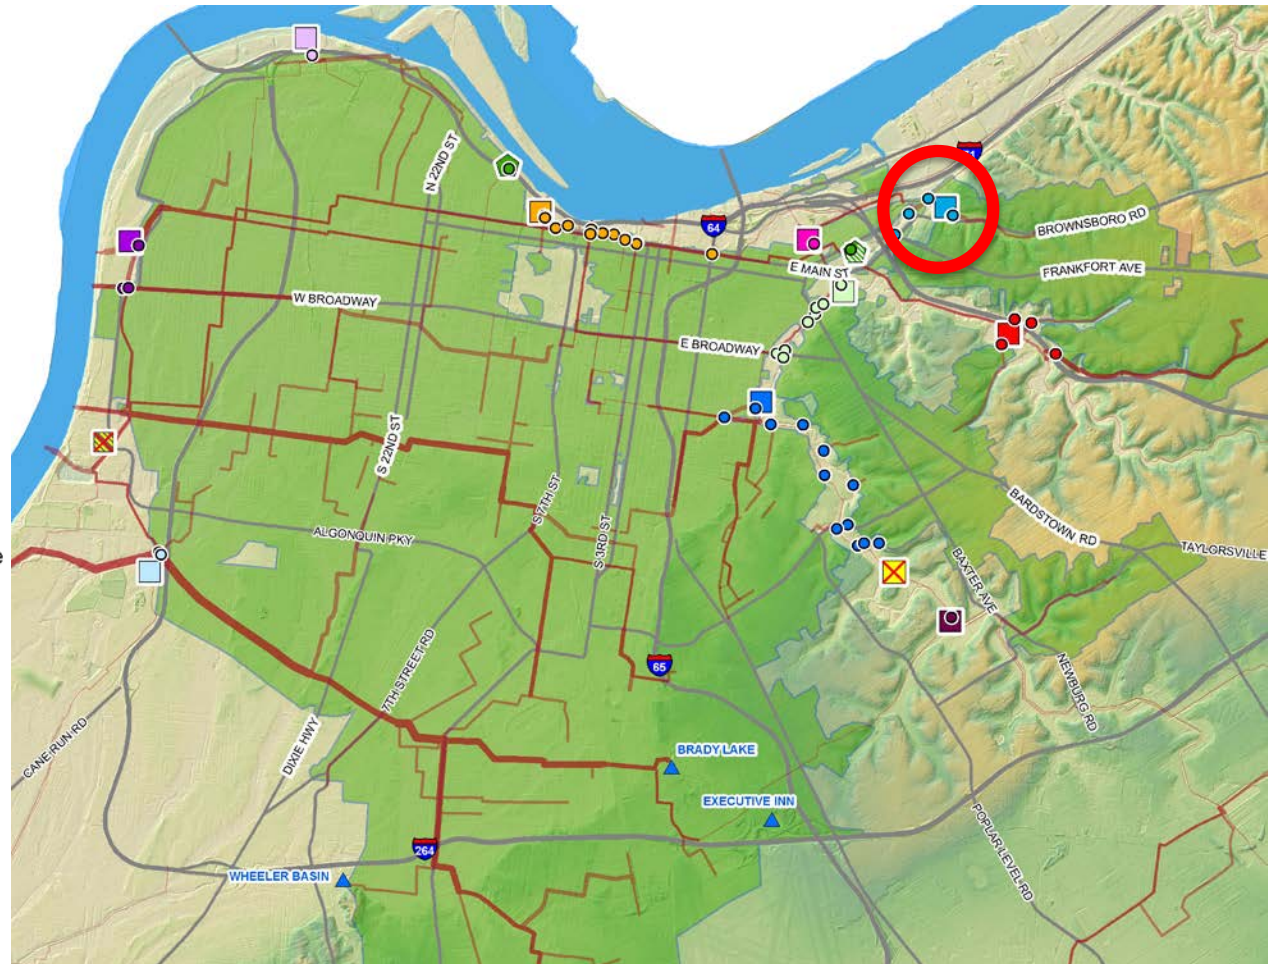 71
N 22ND ST
64
BROWNSBORO RD
E MAIN ST
FRANKFORT AVE
W BROADWAY
E BROADWAY
S 22ND ST
S 7TH ST
S 3RD ST
BARDSTOWN RD
ALGONQUIN PKY
TAYLORSVILLE
e
BAXTER AVE
65
7TH STREET RD
NEWBURG RD
CANE RUN RD
DIXIE HWY
BRADY LAKE
EXECUTIVE INN
POPLAR LEVEL RD
264
WHEELER BASIN